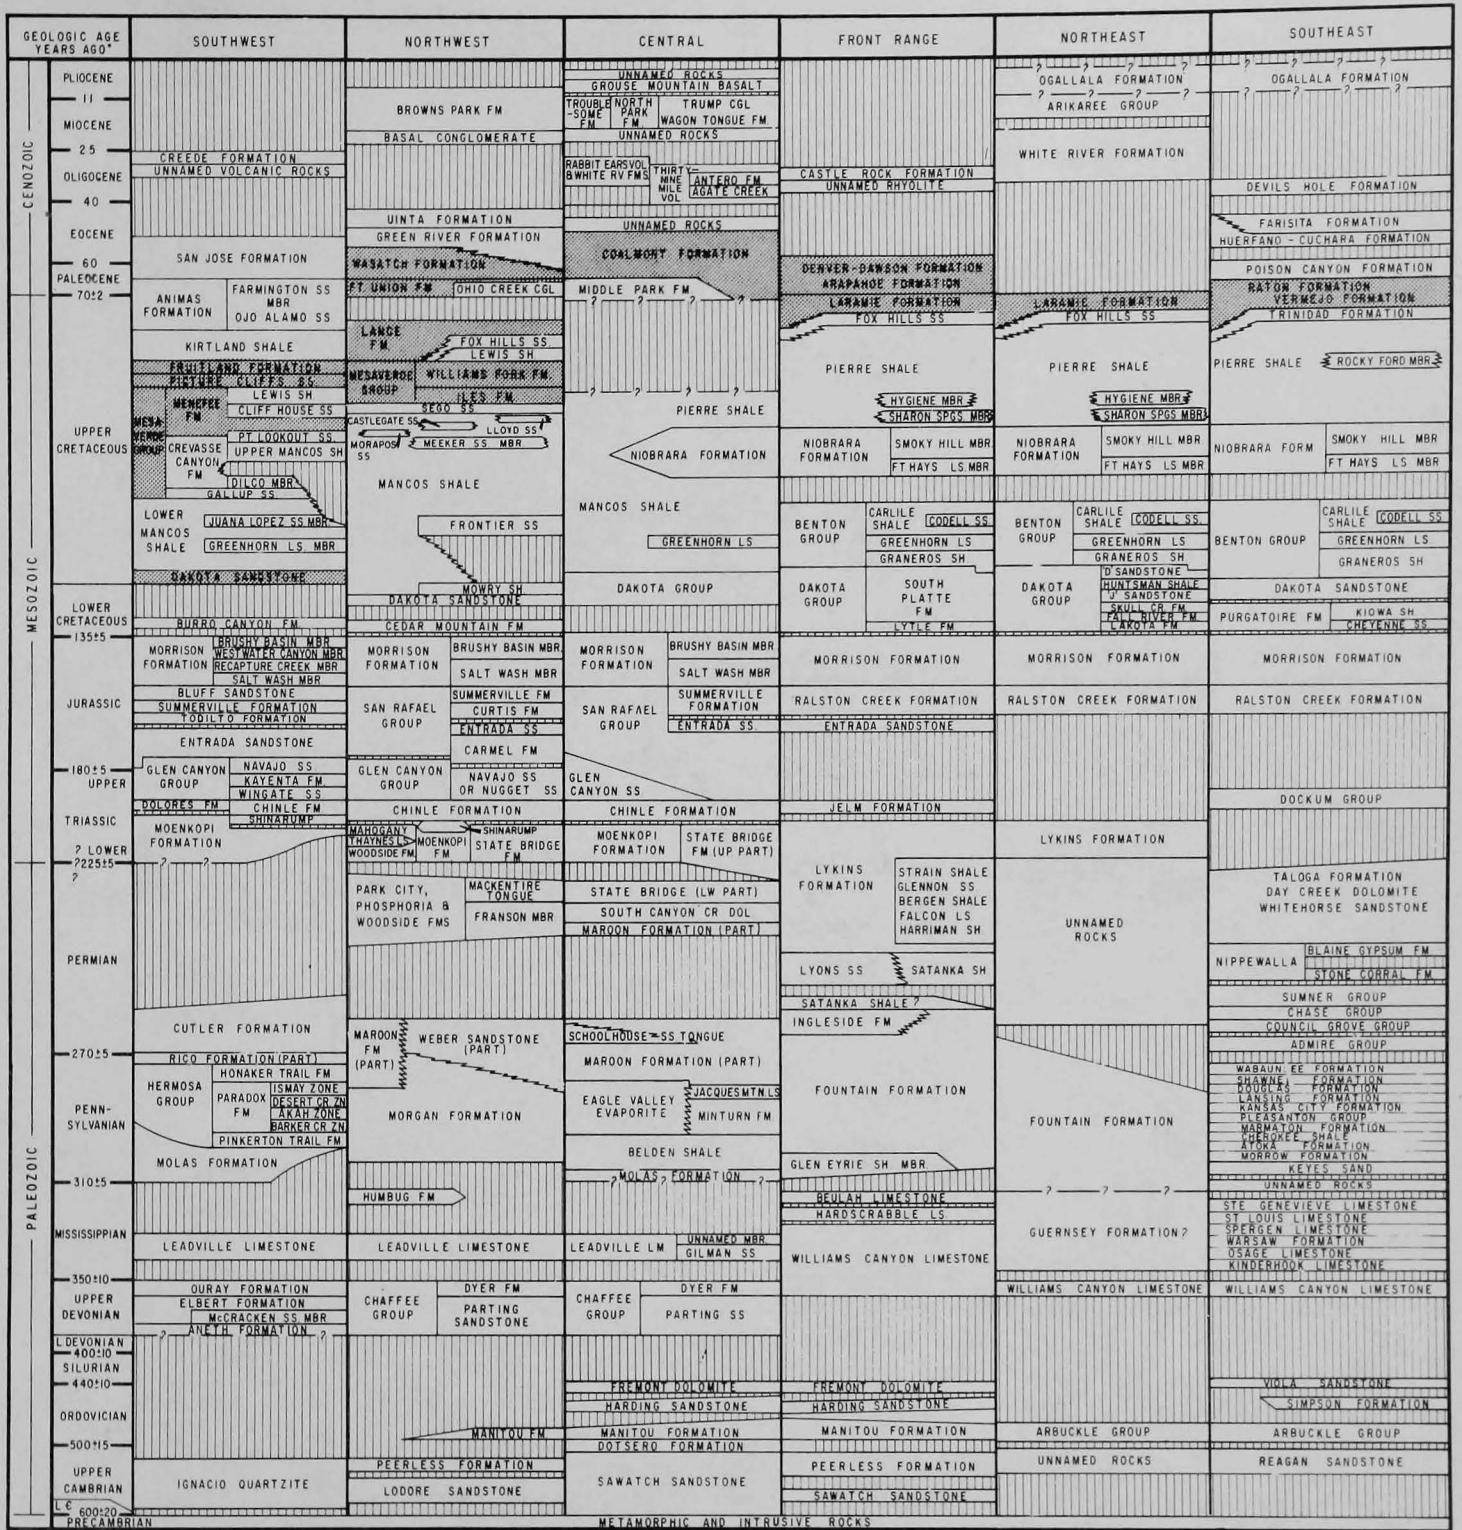 GEOLOGIC AGE
YEARS AGO*
SOUTHWEST
NORTHWEST
CENTRAL
FRONT RANGE
NORTHEAST
SOUTHEAST
CENOZOIC
MESOZOIC
PALEOZOIC
PLIOCENE
11
MIOCENE
25
OLIGOCENE
40
EOCENE
60
PALEOCENE
70±2
UPPER
CRETACEOUS
LOWER
CRETACEOUS
135±5
JURASSIC
180±5
UPPER
TRIASSIC
? LOWER
?225±5
?
PERMIAN
270±5
PENN-
SYLVANIAN
310±5
MISSISSIPPIAN
350±10
UPPER
DEVONIAN
L DEVONIAN
400±10
SILURIAN
440±10
ORDOVICIAN
500±15
UPPER
CAMBRIAN
L Є
600±20
PRECAMBRIAN
METAMORPHIC AND INTRUSIVE ROCKS
CREEDE FORMATION
UNNAMED VOLCANIC ROCKS
SAN JOSE FORMATION
ANIMAS
FORMATION
FARMINGTON SS
MBR
OJO ALAMO SS
KIRTLAND SHALE
FRUITLAND FORMATION
PICTURE CLIFFS SS.
MESA-
VERDE
GROUP
MENEFEE
FM
LEWIS SH
CLIFF HOUSE SS
PT LOOKOUT SS.
CREVASSE
CANYON
FM
UPPER MANCOS SH
DILCO MBR
GALLUP SS.
LOWER
MANCOS
SHALE
JUANA LOPEZ SS MBR
GREENHORN LS. MBR
DAKOTA SANDSTONE
BURRO CANYON FM.
MORRISON
FORMATION
BRUSHY BASIN MBR
WESTWATER CANYON MBR
RECAPTURE CREEK MBR
SALT WASH MBR
BLUFF SANDSTONE
SUMMERVILLE FORMATION
TODILTO FORMATION
ENTRADA SANDSTONE
GLEN CANYON
GROUP
NAVAJO SS.
KAYENTA FM.
WINGATE SS
DOLORES FM
CHINLE FM
SHINARUMP
MOENKOPI
FORMATION
? ?
CUTLER FORMATION
RICO FORMATION (PART)
HERMOSA
GROUP
HONAKER TRAIL FM
PARADOX
FM
ISMAY ZONE
DESERT CR. ZN
AKAH ZONE
BARKER CR. ZN
PINKERTON TRAIL FM
MOLAS FORMATION
LEADVILLE LIMESTONE
OURAY FORMATION
ELBERT FORMATION
McCRACKEN SS. MBR
? ANETH FORMATION ?
IGNACIO QUARTZITE
BROWNS PARK FM
BASAL CONGLOMERATE
UINTA FORMATION
GREEN RIVER FORMATION
WASATCH FORMATION
FT UNION FM
OHIO CREEK CGL
LANCE
FM
FOX HILLS SS.
LEWIS SH
MESAVERDE
GROUP
WILLIAMS FORK FM.
ILES FM.
SEGO SS
CASTLEGATE SS
LLOYD SS
MORAPOS
SS
MEEKER SS MBR
MANCOS SHALE
FRONTIER SS
MOWRY SH
DAKOTA SANDSTONE
CEDAR MOUNTAIN FM
MORRISON
FORMATION
BRUSHY BASIN MBR.
SALT WASH MBR
SAN RAFAEL
GROUP
SUMMERVILLE FM
CURTIS FM
ENTRADA SS
CARMEL FM
GLEN CANYON
GROUP
NAVAJO SS
OR NUGGET SS
CHINLE FORMATION
MAHOGANY
THAYNES LS
WOODSIDE FM.
MOENKOPI
FM
SHINARUMP
STATE BRIDGE
FM
PARK CITY,
PHOSPHORIA &
WOODSIDE FMS
MACKENTIRE
TONGUE
FRANSON MBR
MAROON
FM
(PART)
WEBER SANDSTONE
(PART)
MORGAN FORMATION
HUMBUG FM
LEADVILLE LIMESTONE
CHAFFEE
GROUP
DYER FM
PARTING
SANDSTONE
MANITOU FM
PEERLESS FORMATION
LODORE SANDSTONE
UNNAMED ROCKS
GROUSE MOUNTAIN BASALT
TROUBLE
-SOME
FM
NORTH
PARK
FM
TRUMP CGL
WAGON TONGUE FM.
UNNAMED ROCKS
RABBIT EARS VOL
& WHITE RV FMS
THIRTY-
NINE
MILE
VOL
ANTERO FM
AGATE CREEK
UNNAMED ROCKS
COALMONT FORMATION
MIDDLE PARK FM
? ? ?
? ? ? ?
PIERRE SHALE
NIOBRARA FORMATION
MANCOS SHALE
GREENHORN LS
DAKOTA GROUP
MORRISON
FORMATION
BRUSHY BASIN MBR
SALT WASH MBR
SAN RAFAEL
GROUP
SUMMERVILLE
FORMATION
ENTRADA SS.
GLEN
CANYON SS
CHINLE FORMATION
MOENKOPI
FORMATION
STATE BRIDGE
FM (UP PART)
STATE BRIDGE (LW PART)
SOUTH CANYON CR DOL
MAROON FORMATION (PART)
SCHOOLHOUSE SS TONGUE
MAROON FORMATION (PART)
EAGLE VALLEY
EVAPORITE
JACQUES MTN. LS
MINTURN FM
BELDEN SHALE
? MOLAS ? FORMATION ?
LEADVILLE LM
UNNAMED MBR.
GILMAN SS
CHAFFEE
GROUP
DYER FM
PARTING SS
FREMONT DOLOMITE
HARDING SANDSTONE
MANITOU FORMATION
DOTSERO FORMATION
SAWATCH SANDSTONE
CASTLE ROCK FORMATION
UNNAMED RHYOLITE
DENVER-DAWSON FORMATION
ARAPAHOE FORMATION
LARAMIE FORMATION
FOX HILLS SS
PIERRE SHALE
HYGIENE MBR
SHARON SPGS. MBR
NIOBRARA
FORMATION
SMOKY HILL MBR.
FT HAYS LS. MBR
BENTON
GROUP
CARLILE
SHALE
CODELL SS
GREENHORN LS
GRANEROS SH
DAKOTA
GROUP
SOUTH
PLATTE
FM
LYTLE FM
MORRISON FORMATION
RALSTON CREEK FORMATION
ENTRADA SANDSTONE
JELM FORMATION
LYKINS
FORMATION
STRAIN SHALE
GLENNON SS
BERGEN SHALE
FALCON LS
HARRIMAN SH
LYONS SS
SATANKA SH
SATANKA SHALE ?
INGLESIDE FM
FOUNTAIN FORMATION
GLEN EYRIE SH. MBR.
BEULAH LIMESTONE
HARDSCRABBLE LS
WILLIAMS CANYON LIMESTONE
FREMONT DOLOMITE
HARDING SANDSTONE
MANITOU FORMATION
PEERLESS FORMATION
SAWATCH SANDSTONE
? ? ? ?
OGALLALA FORMATION
? ? ? ?
ARIKAREE GROUP
WHITE RIVER FORMATION
LARAMIE FORMATION
FOX HILLS SS
PIERRE SHALE
HYGIENE MBR
SHARON SPGS MBR
NIOBRARA
FORMATION
SMOKY HILL MBR
FT HAYS LS MBR
BENTON
GROUP
CARLILE
SHALE
CODELL SS.
GREENHORN LS
GRANEROS SH
DAKOTA
GROUP
'D' SANDSTONE
HUNTSMAN SHALE
'J' SANDSTONE
SKULL CR. FM.
FALL RIVER FM
LAKOTA FM
MORRISON FORMATION
RALSTON CREEK FORMATION
LYKINS FORMATION
UNNAMED
ROCKS
FOUNTAIN FORMATION
? ? ?
GUERNSEY FORMATION?
WILLIAMS CANYON LIMESTONE
ARBUCKLE GROUP
UNNAMED ROCKS
? ? ? ?
OGALLALA FORMATION
? ? ? ?
DEVILS HOLE FORMATION
FARISITA FORMATION
HUERFANO - CUCHARA FORMATION
POISON CANYON FORMATION
RATON FORMATION
VERMEJO FORMATION
TRINIDAD FORMATION
PIERRE SHALE
ROCKY FORD MBR
NIOBRARA FORM
SMOKY HILL MBR
FT HAYS LS MBR
BENTON GROUP
CARLILE
SHALE
CODELL SS
GREENHORN LS
GRANEROS SH
DAKOTA SANDSTONE
PURGATOIRE FM
KIOWA SH
CHEYENNE SS
MORRISON FORMATION
RALSTON CREEK FORMATION
DOCKUM GROUP
TALOGA FORMATION
DAY CREEK DOLOMITE
WHITEHORSE SANDSTONE
NIPPEWALLA
BLAINE GYPSUM FM
STONE CORRAL FM
SUMNER GROUP
CHASE GROUP
COUNCIL GROVE GROUP
ADMIRE GROUP
WABAUN EE FORMATION
SHAWNEE FORMATION
DOUGLAS FORMATION
LANSING FORMATION
KANSAS CITY FORMATION
PLEASANTON GROUP
MARMATON FORMATION
CHEROKEE SHALE
ATOKA FORMATION
MORROW FORMATION
KEYES SAND
UNNAMED ROCKS
STE GENEVIEVE LIMESTONE
ST LOUIS LIMESTONE
SPERGEN LIMESTONE
WARSAW FORMATION
OSAGE LIMESTONE
KINDERHOOK LIMESTONE
WILLIAMS CANYON LIMESTONE
VIOLA SANDSTONE
SIMPSON FORMATION
ARBUCKLE GROUP
REAGAN SANDSTONE